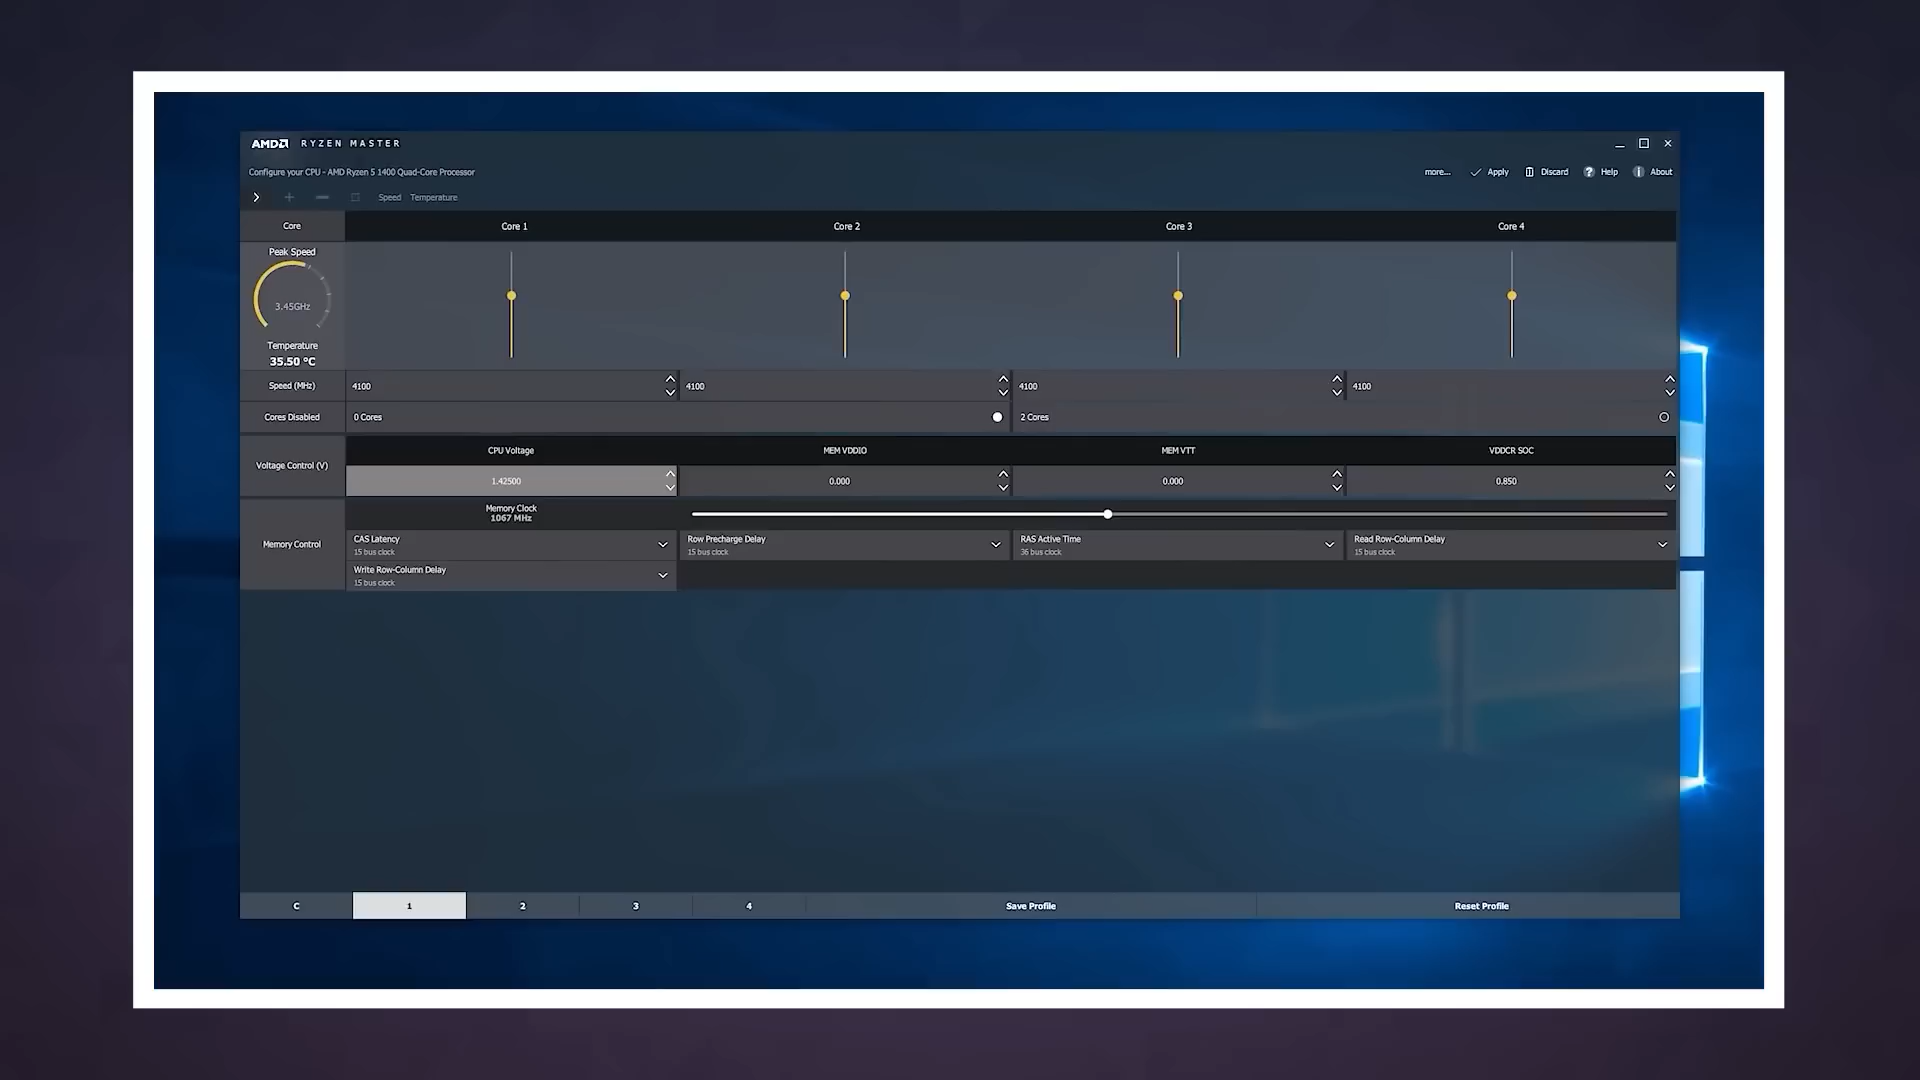 AMD RYZEN MASTER
Configure your CPU - AMD Ryzen 5 1400 Quad-Core Processor
more... Apply Discard Help About
Speed Temperature
Core Core 1 Core 2 Core 3 Core 4
Peak Speed
3.45GHz
Temperature
35.50 °C
Speed (MHz) 4100 4100 4100 4100
Cores Disabled 0 Cores 2 Cores
Voltage Control (V) CPU Voltage MEM VDDIO MEM VTT VDDCR SOC
1.42500 0.000 0.000 0.850
Memory Clock
1067 MHz
Memory Control
CAS Latency Row Precharge Delay RAS Active Time Read Row-Column Delay
15 bus clock 15 bus clock 36 bus clock 15 bus clock
Write Row-Column Delay
15 bus clock
C 1 2 3 4 Save Profile Reset Profile